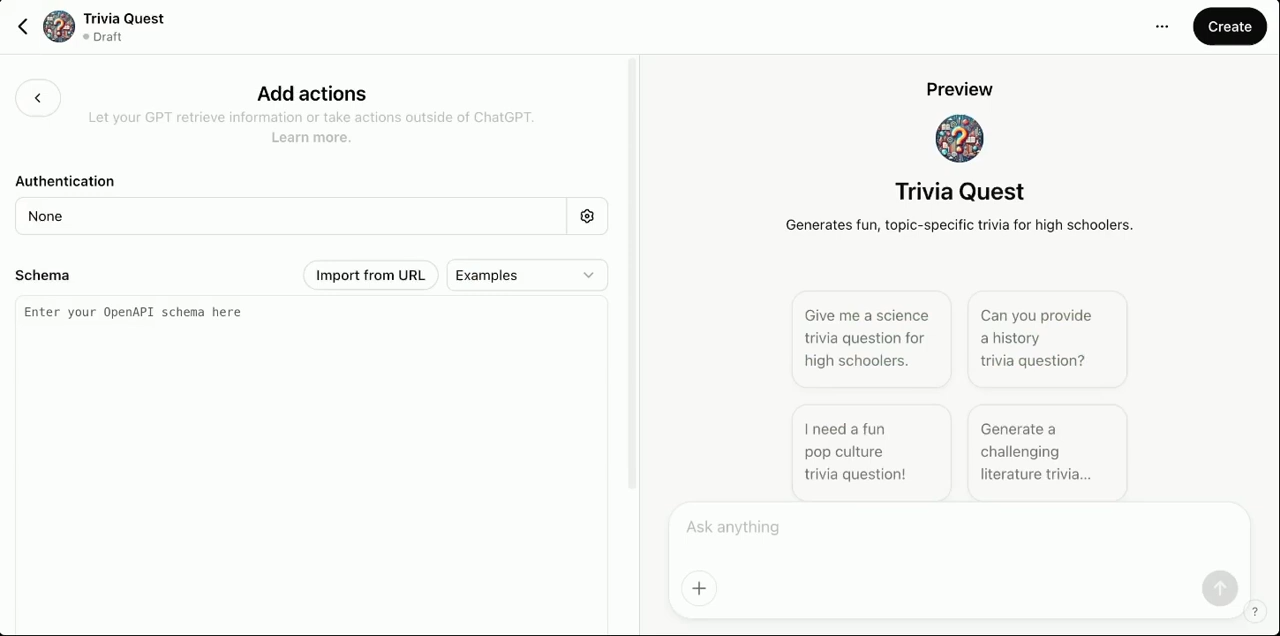 Trivia Quest
Draft
Create
Add actions
Let your GPT retrieve information or take actions outside of ChatGPT.
Learn more.
Authentication
None
Schema
Import from URL
Examples
Enter your OpenAPI schema here
Preview
Trivia Quest
Generates fun, topic-specific trivia for high schoolers.
Give me a science
trivia question for
high schoolers.
Can you provide
a history
trivia question?
I need a fun
pop culture
trivia question!
Generate a
challenging
literature trivia...
Ask anything
?